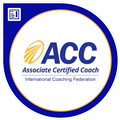 ACC
Associate Certified Coach
International Coaching Federation